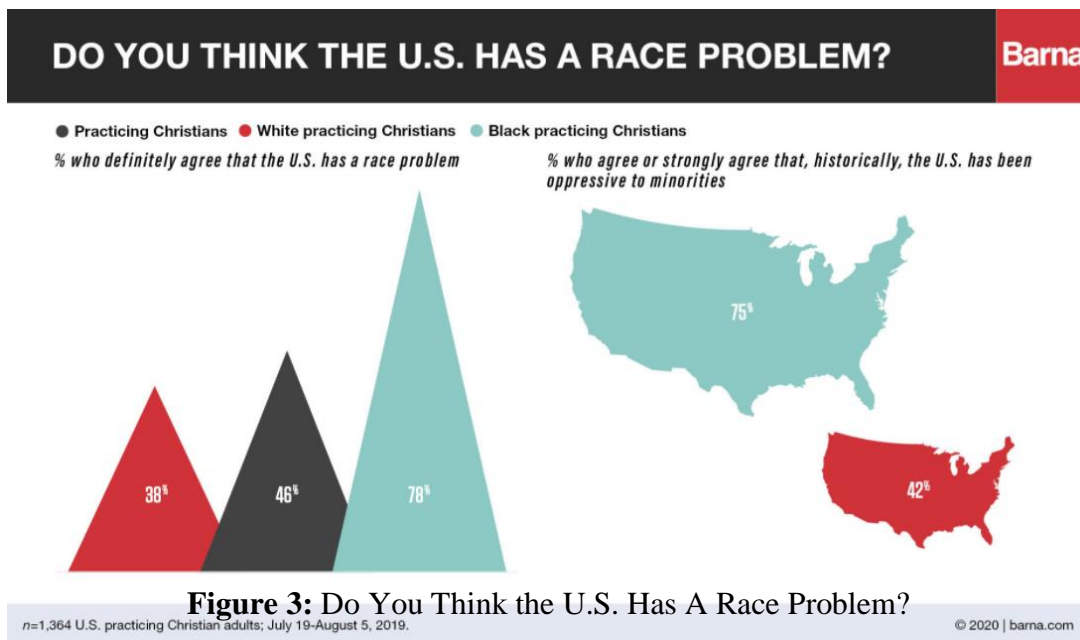 DO YOU THINK THE U.S. HAS A RACE PROBLEM?
Barna
Practicing Christians White practicing Christians Black practicing Christians
% who definitely agree that the U.S. has a race problem
% who agree or strongly agree that, historically, the U.S. has been
oppressive to minorities
38%
46%
78%
75%
42%
Figure 3: Do You Think the U.S. Has A Race Problem?
n=1,364 U.S. practicing Christian adults; July 19-August 5, 2019.
© 2020 | barna.com